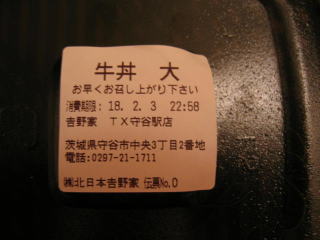 牛丼 大
お早くお召し上がり下さい
消費期限: 18. 2. 3 22:58
吉野家 TX守谷駅店
茨城県守谷市中央3丁目2番地
電話:0297-21-1711
㈱北日本吉野家 伝票No.0